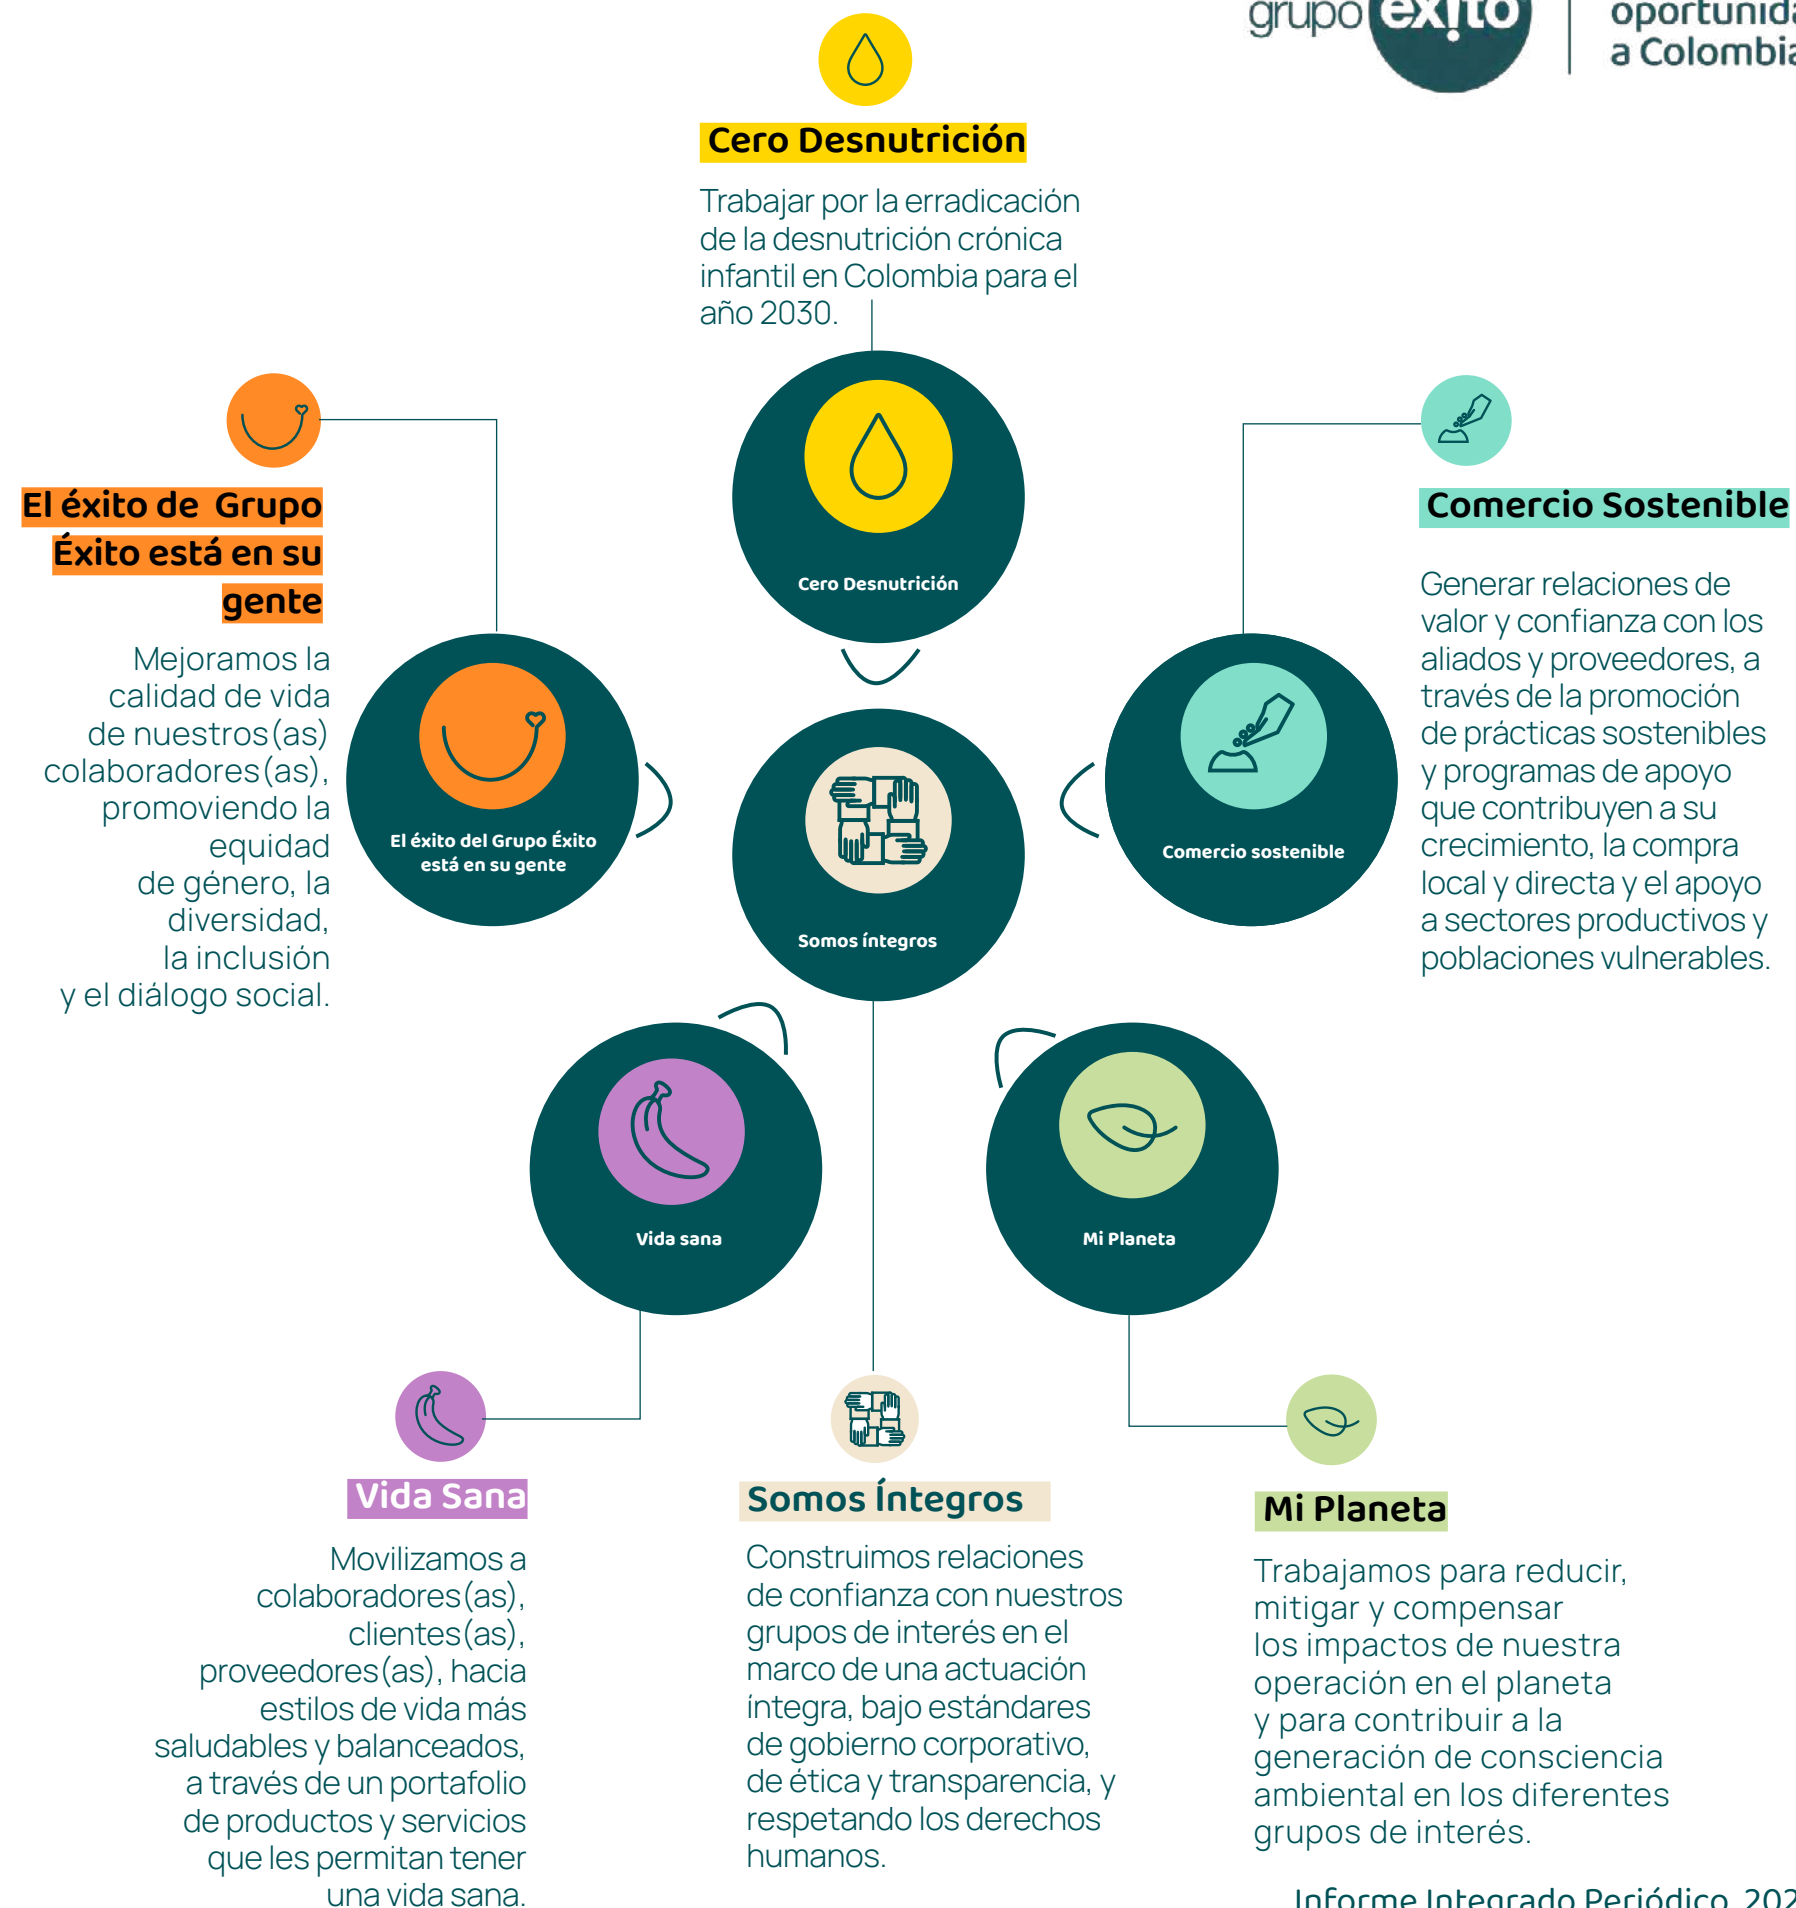 grupo éxito
a Colombia
Cero Desnutrición
Trabajar por la erradicación
de la desnutrición crónica
infantil en Colombia para el
año 2030.
Cero Desnutrición
El éxito de Grupo
Éxito está en su
gente
Mejoramos la
calidad de vida
de nuestros(as)
colaboradores(as),
promoviendo la
equidad
de género, la
diversidad,
la inclusión
y el diálogo social.
El éxito del Grupo Éxito
está en su gente
Somos íntegros
Comercio sostenible
Comercio Sostenible
Generar relaciones de
valor y confianza con los
aliados y proveedores, a
través de la promoción
de prácticas sostenibles
y programas de apoyo
que contribuyen a su
crecimiento, la compra
local y directa y el apoyo
a sectores productivos y
poblaciones vulnerables.
Vida sana
Mi Planeta
Vida Sana
Movilizamos a
colaboradores(as),
clientes(as),
proveedores(as), hacia
estilos de vida más
saludables y balanceados,
a través de un portafolio
de productos y servicios
que les permitan tener
una vida sana.
Somos Íntegros
Construimos relaciones
de confianza con nuestros
grupos de interés en el
marco de una actuación
íntegra, bajo estándares
de gobierno corporativo,
de ética y transparencia, y
respetando los derechos
humanos.
Mi Planeta
Trabajamos para reducir,
mitigar y compensar
los impactos de nuestra
operación en el planeta
y para contribuir a la
generación de consciencia
ambiental en los diferentes
grupos de interés.
Informe Integrado Periódico 202